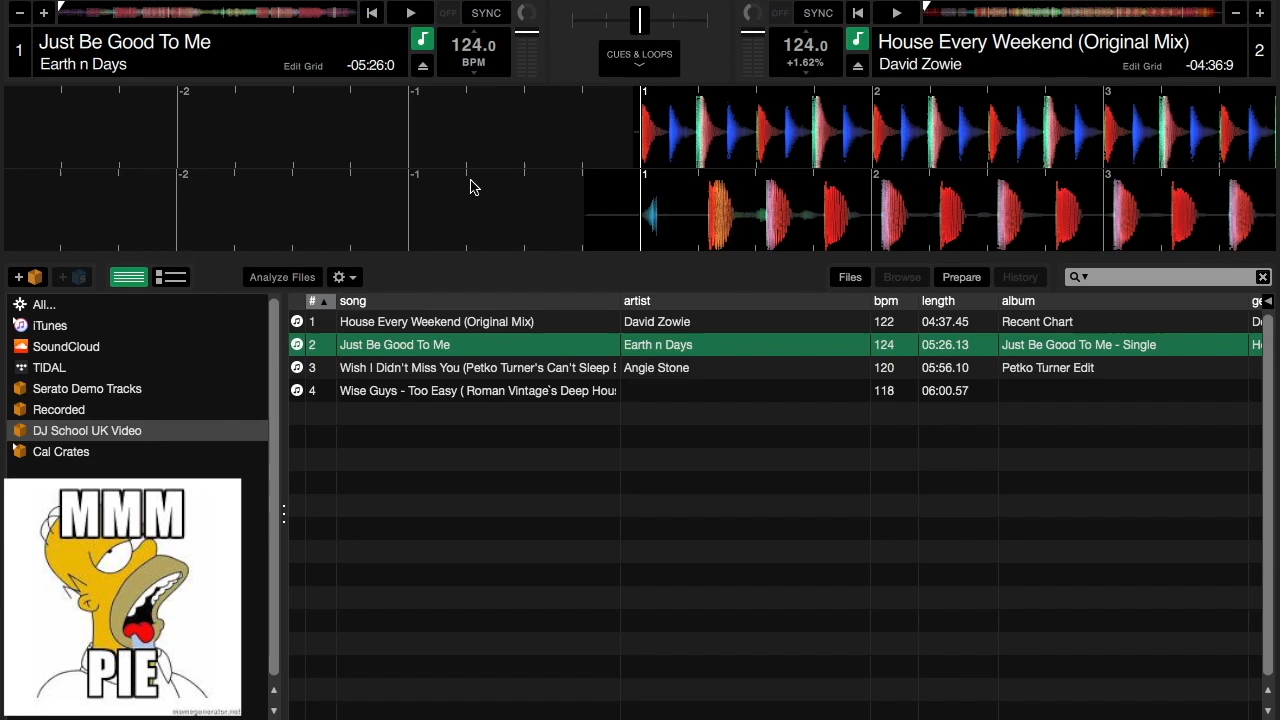 SYNC
SYNC
OFF
OFF
1
Just Be Good To Me
Earth n Days
Edit Grid
-05:26:0
124.0
BPM
CUES & LOOPS
124.0
+1.62%
House Every Weekend (Original Mix)
David Zowie
Edit Grid
-04:36:9
2
-2
-1
1
2
3
-2
-1
1
2
3
Analyze Files
Files
Browse
Prepare
History
All...
iTunes
SoundCloud
TIDAL
Serato Demo Tracks
Recorded
DJ School UK Video
Cal Crates
# song artist bpm length album ge
1 House Every Weekend (Original Mix) David Zowie 122 04:37.45 Recent Chart D
2 Just Be Good To Me Earth n Days 124 05:26.13 Just Be Good To Me - Single H
3 Wish I Didn't Miss You (Petko Turner's Can't Sleep E Angie Stone 120 05:56.10 Petko Turner Edit
4 Wise Guys - Too Easy ( Roman Vintage`s Deep Hou 118 06:00.57
MMM
PIE
memegenerator.net